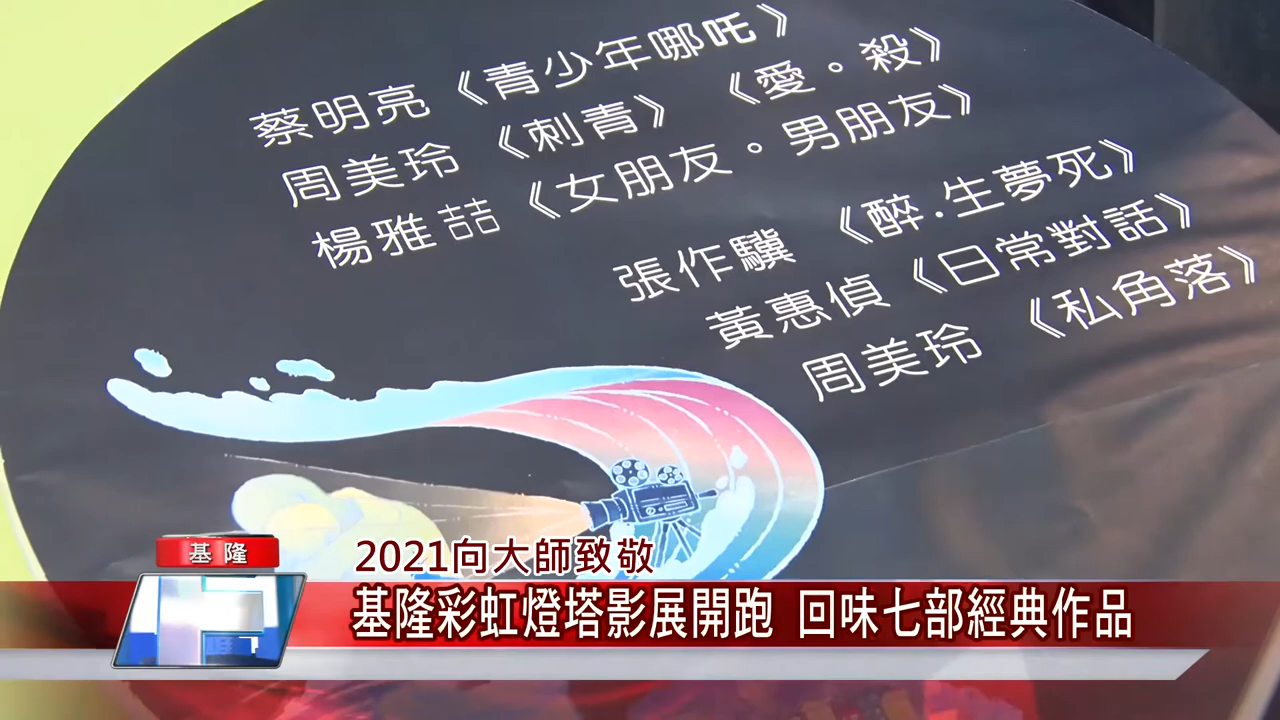 蔡明亮《青少年哪吒》
周美玲《刺青》《愛。殺》
楊雅喆《女朋友。男朋友》
張作驥《醉.生夢死》
黃惠偵《日常對話》
周美玲《私角落》
基隆
2021向大師致敬
基隆彩虹燈塔影展開跑 回味七部經典作品